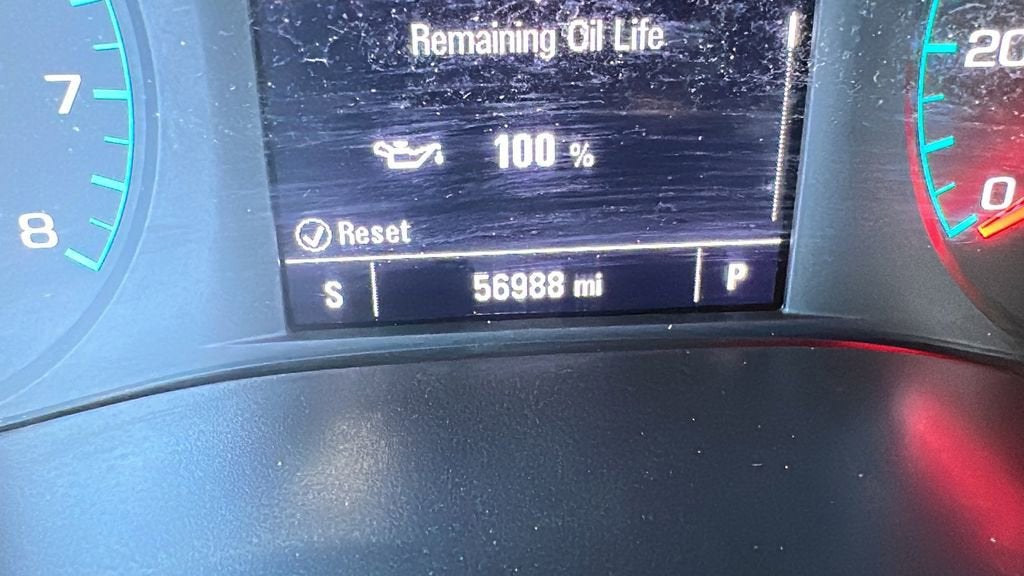 Remaining Oil Life
7
20
100 %
0
8
Reset
S 56988 mi P